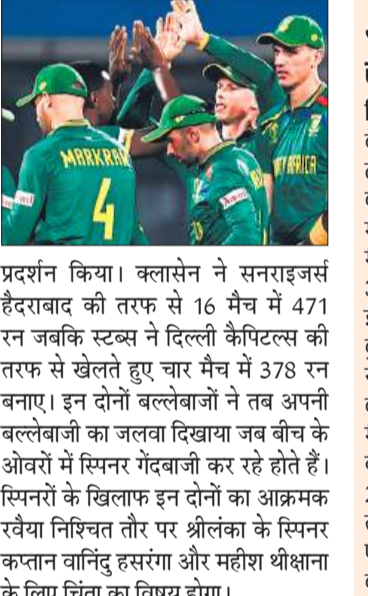 MARKRAM
4
प्रदर्शन किया। क्लासेन ने सनराइजर्स
हैदराबाद की तरफ से 16 मैच में 471
रन जबकि स्टब्स ने दिल्ली कैपिटल्स की
तरफ से खेलते हुए चार मैच में 378 रन
बनाए। इन दोनों बल्लेबाजों ने तब अपनी
बल्लेबाजी का जलवा दिखाया जब बीच के
ओवरों में स्पिनर गेंदबाजी कर रहे होते हैं।
स्पिनरों के खिलाफ इन दोनों का आक्रमक
रवैया निश्चित तौर पर श्रीलंका के स्पिनर
कप्तान वानिंदु हसरंगा और महीश थीक्षाना
के लिए चिंता का विषय होगा।